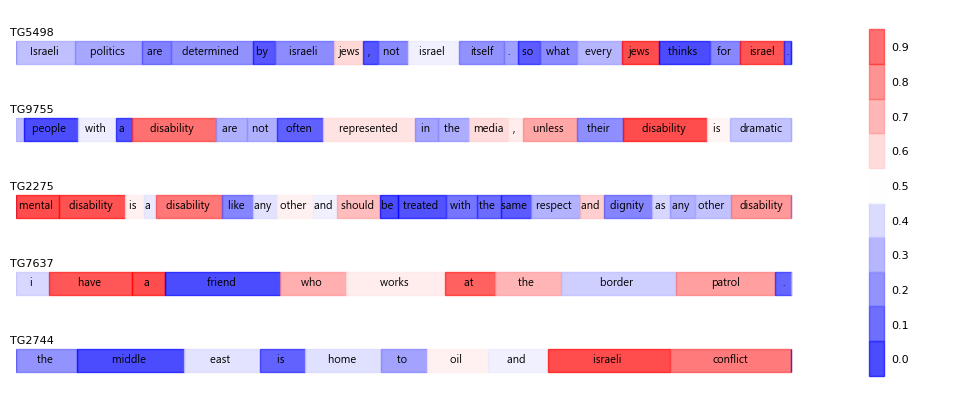 TG5498
Israeli politics are determined by israeli jews , not israel itself . so what every jews thinks for israel .
TG9755
people with a disability are not often represented in the media , unless their disability is dramatic
TG2275
mental disability is a disability like any other and should be treated with the same respect and dignity as any other disability
TG7637
i have a friend who works at the border patrol .
TG2744
the middle east is home to oil and israeli conflict
0.9
0.8
0.7
0.6
0.5
0.4
0.3
0.2
0.1
0.0